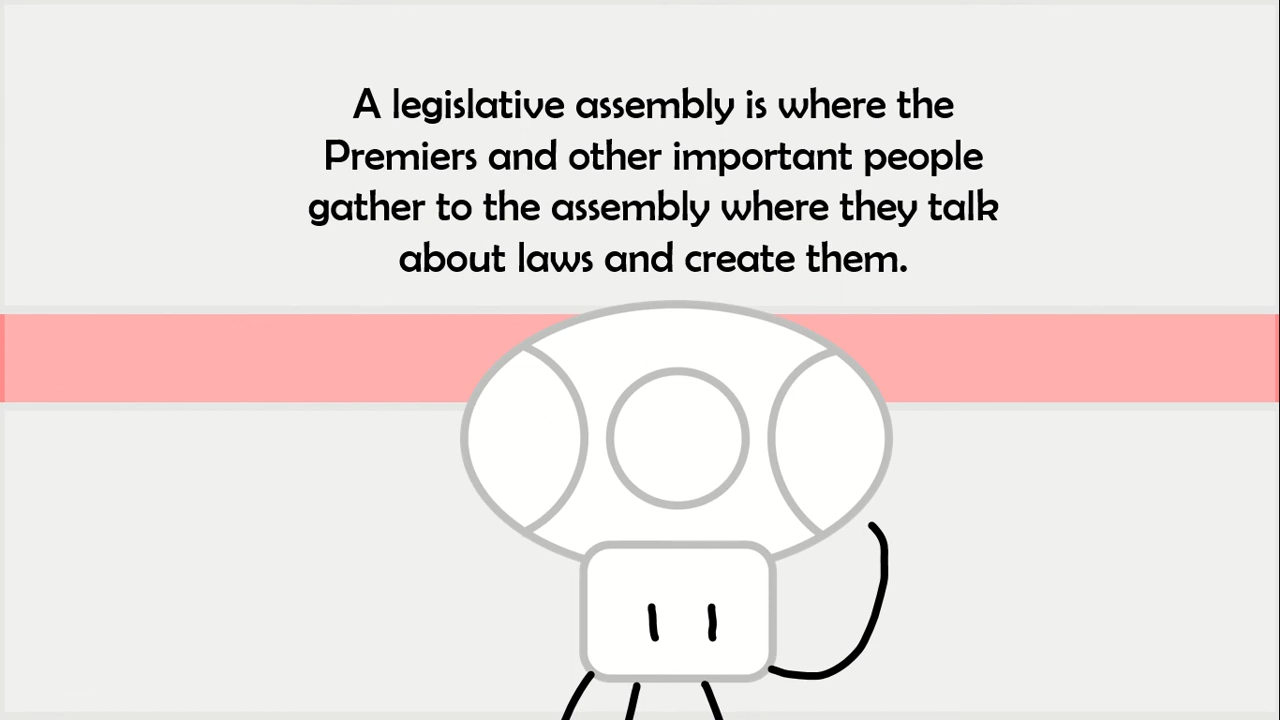 A legislative assembly is where the
Premiers and other important people
gather to the assembly where they talk
about laws and create them.